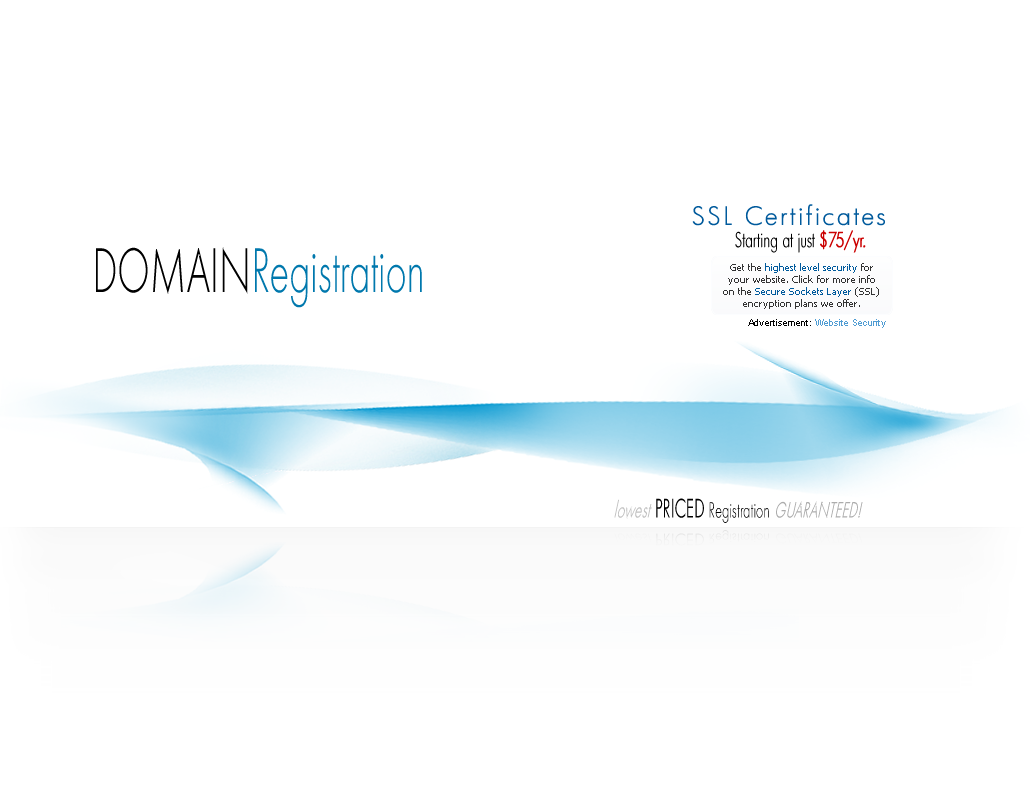 DOMAINRegistration
SSL Certificates
Starting at just $75/yr.
Get the highest level security for
your website. Click for more info
on the Secure Sockets Layer (SSL)
encryption plans we offer.
Advertisement: Website Security
lowest PRICED Registration GUARANTEED!